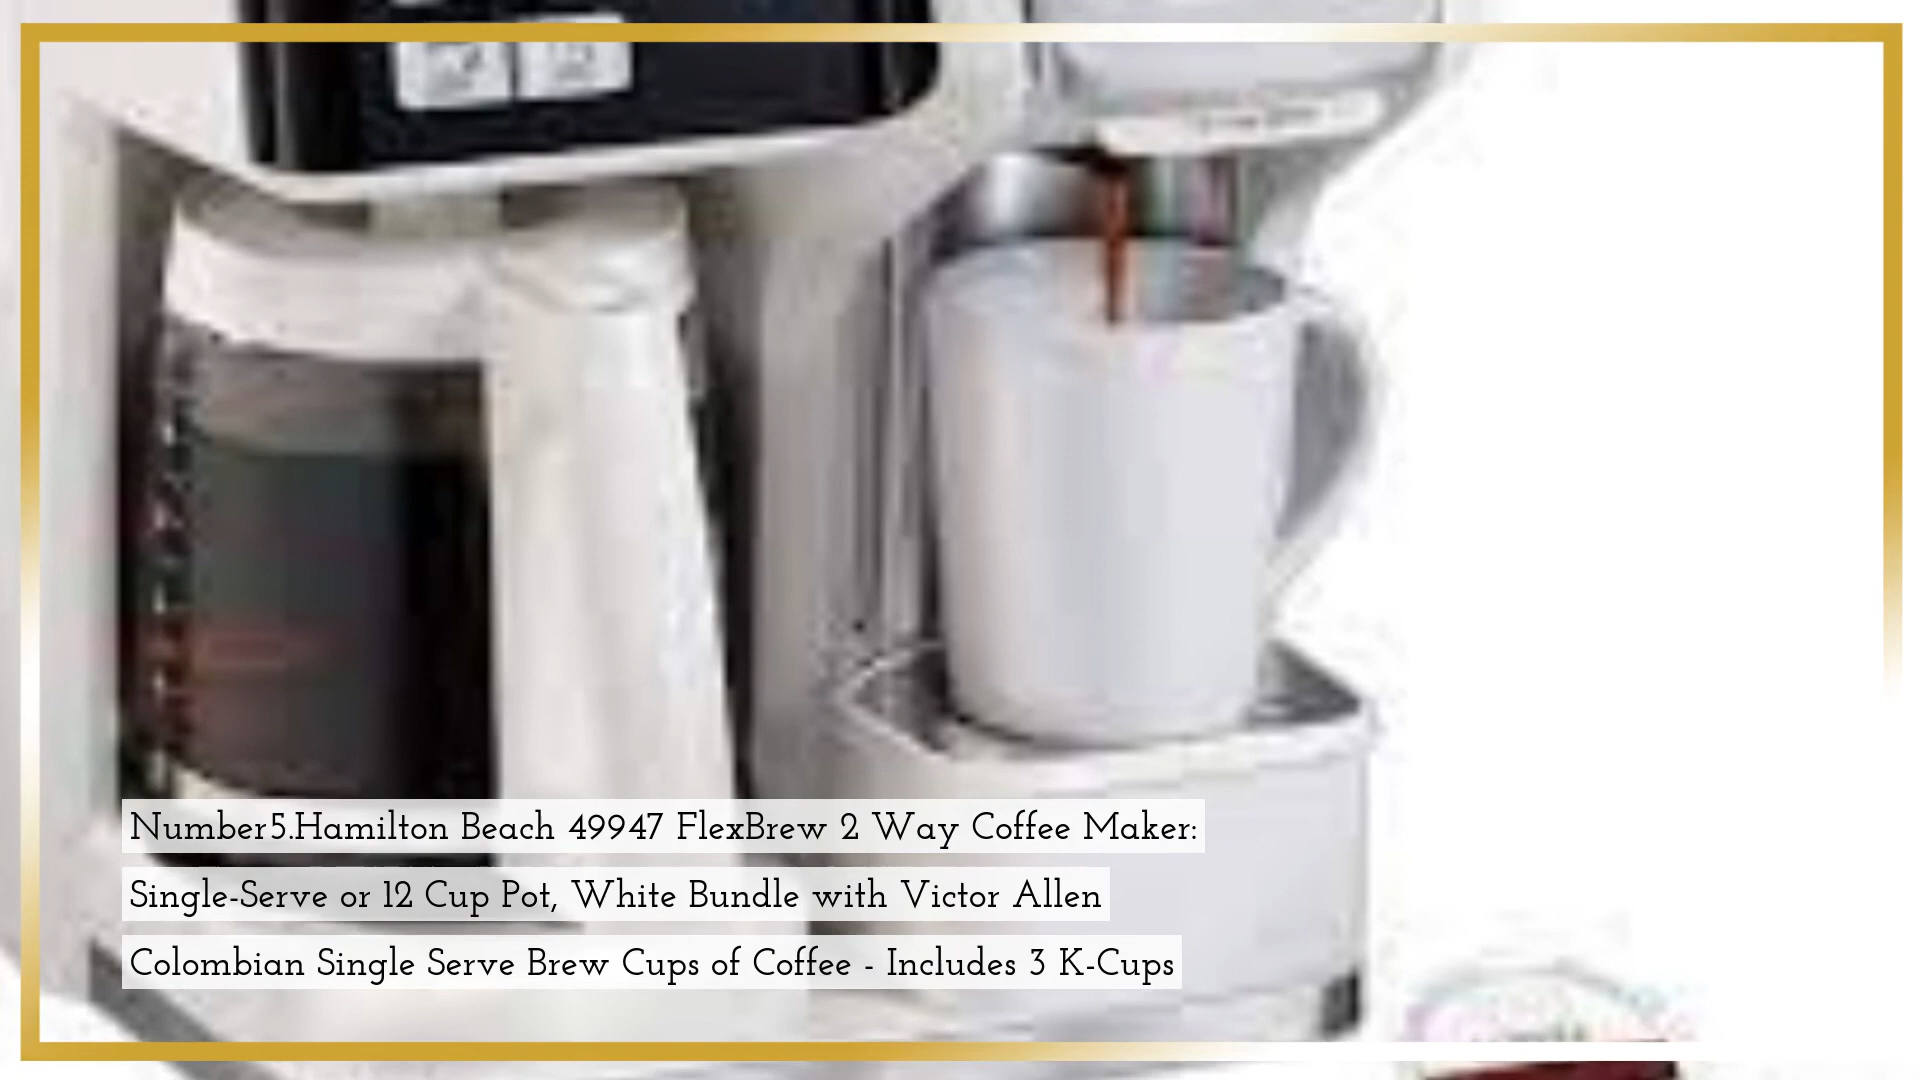 Number5.Hamilton Beach 49947 FlexBrew 2 Way Coffee Maker:
Single-Serve or 12 Cup Pot, White Bundle with Victor Allen
Colombian Single Serve Brew Cups of Coffee - Includes 3 K-Cups